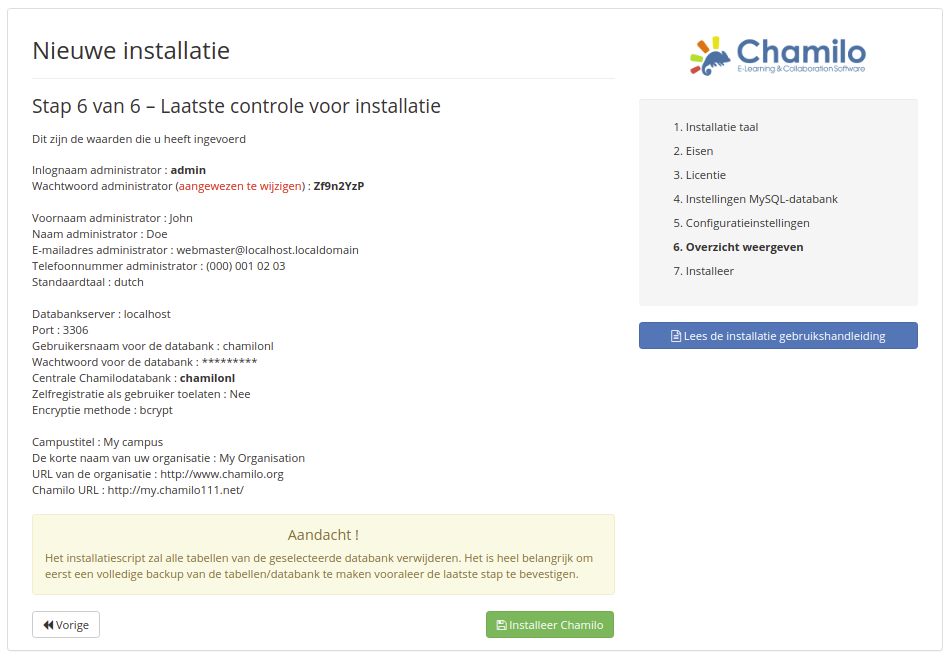 Nieuwe installatie
Chamilo
E-Learning & Collaboration Software
Stap 6 van 6 – Laatste controle voor installatie
Dit zijn de waarden die u heeft ingevoerd
Inlognaam administrator : admin
Wachtwoord administrator (aangewezen te wijzigen) : Zf9n2YzP
Voornaam administrator : John
Naam administrator : Doe
E-mailadres administrator : webmaster@localhost.localdomain
Telefoonnummer administrator : (000) 001 02 03
Standaardtaal : dutch
Databankserver : localhost
Port : 3306
Gebruikersnaam voor de databank : chamilonl
Wachtwoord voor de databank : *********
Centrale Chamilodatabank : chamilonl
Zelfregistratie als gebruiker toelaten : Nee
Encryptie methode : bcrypt
Campustitel : My campus
De korte naam van uw organisatie : My Organisation
URL van de organisatie : http://www.chamilo.org
Chamilo URL : http://my.chamilo111.net/
Aandacht !
Het installatiescript zal alle tabellen van de geselecteerde databank verwijderen. Het is heel belangrijk om
eerst een volledige backup van de tabellen/databank te maken vooraleer de laatste stap te bevestigen.
Vorige
Installeer Chamilo
1. Installatie taal
2. Eisen
3. Licentie
4. Instellingen MySQL-databank
5. Configuratieinstellingen
6. Overzicht weergeven
7. Installeer
Lees de installatie gebruikshandleiding